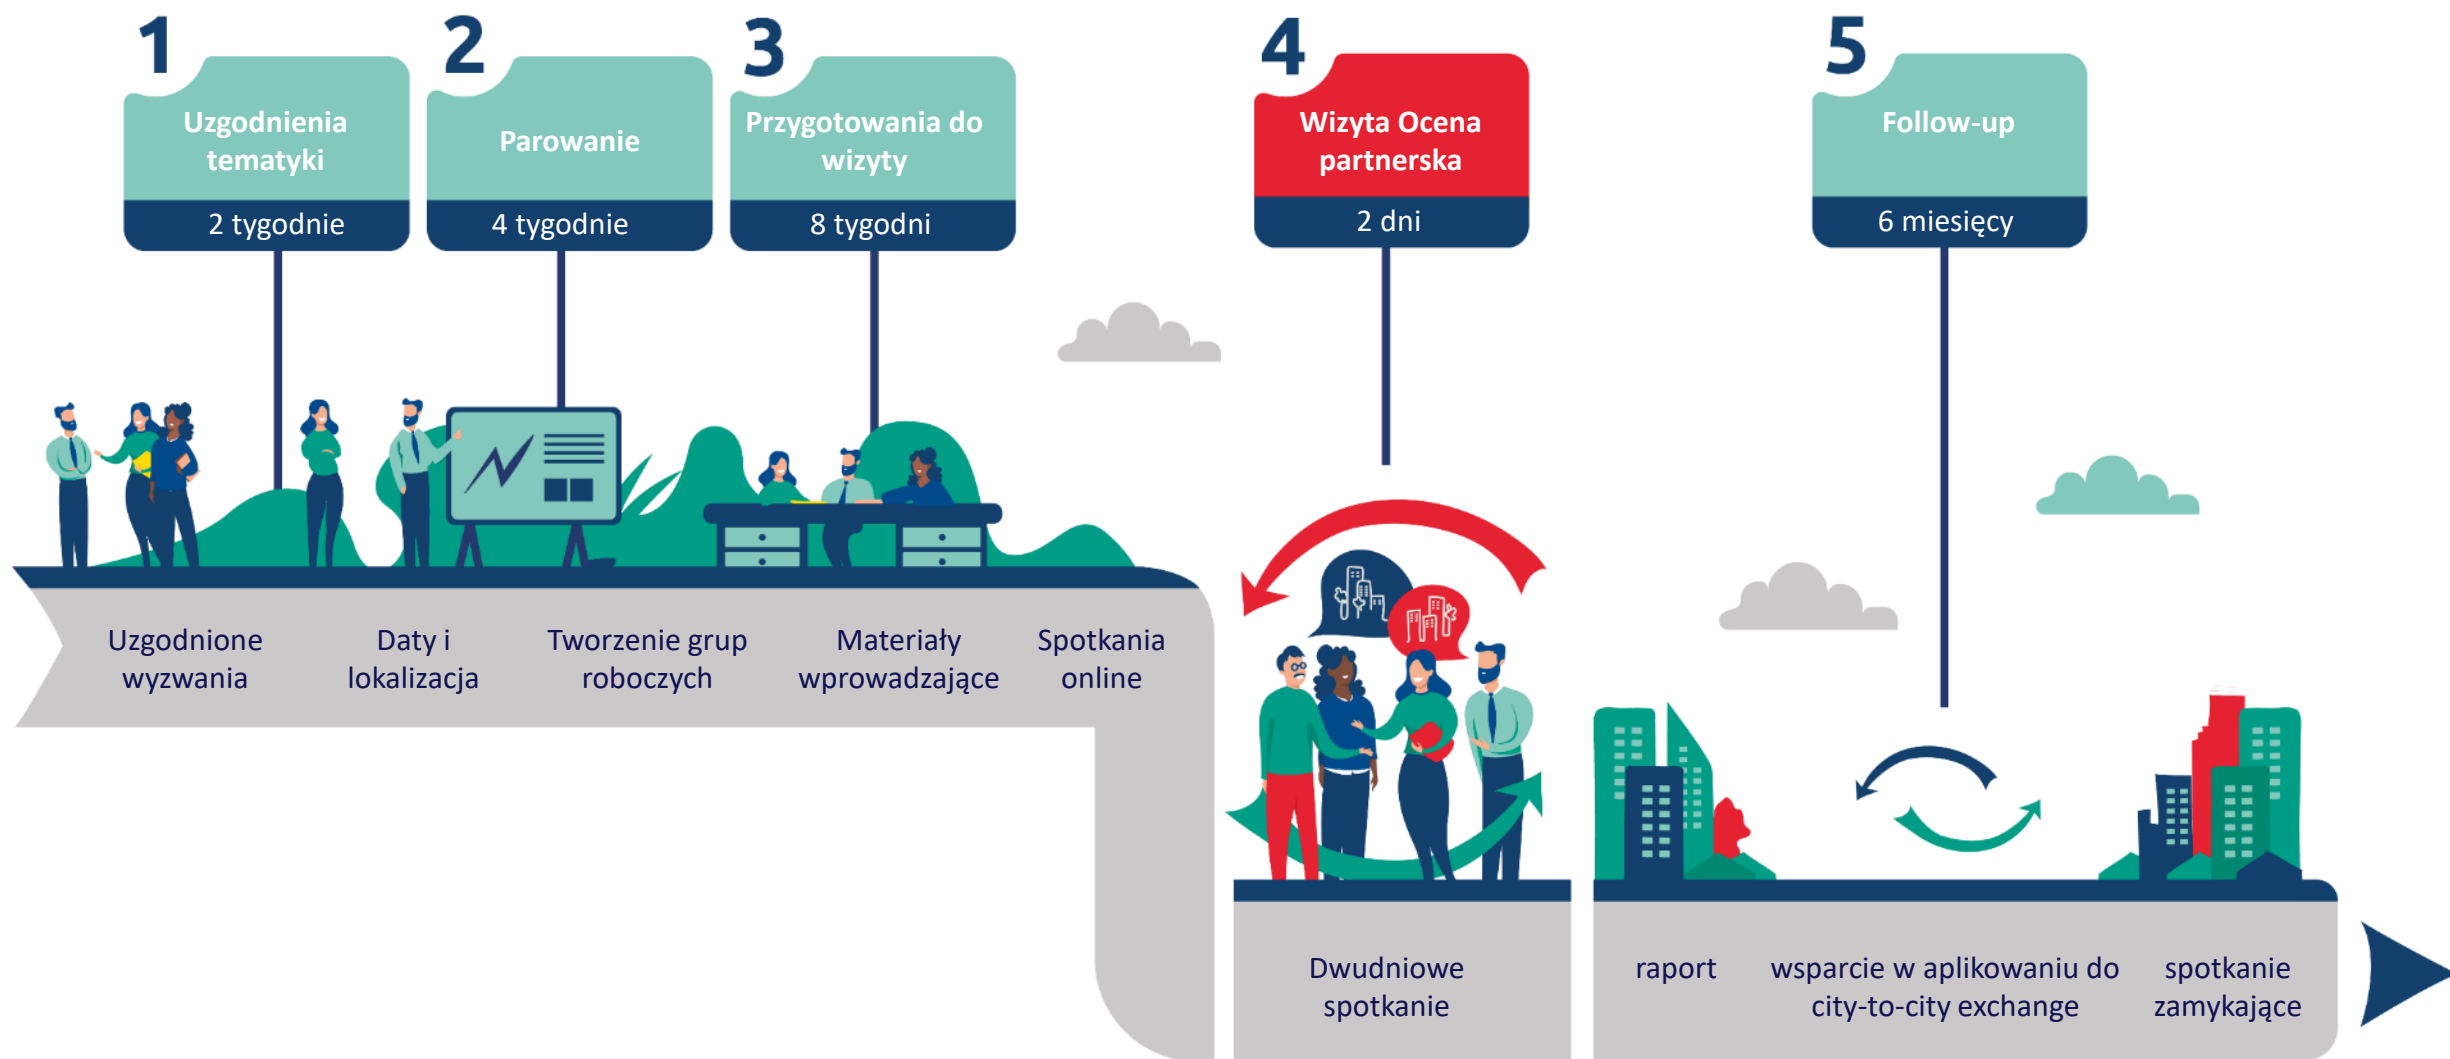 1
Uzgodnienia
tematyki
2 tygodnie
2
Parowanie
4 tygodnie
3
Przygotowania do
wizyty
8 tygodni
4
Wizyta Ocena
partnerska
2 dni
5
Follow-up
6 miesięcy
Uzgodnione
wyzwania
Daty i
lokalizacja
Tworzenie grup
roboczych
Materiały
wprowadzające
Spotkania
online
Dwudniowe
spotkanie
raport
wsparcie w aplikowaniu do
city-to-city exchange
spotkanie
zamykające